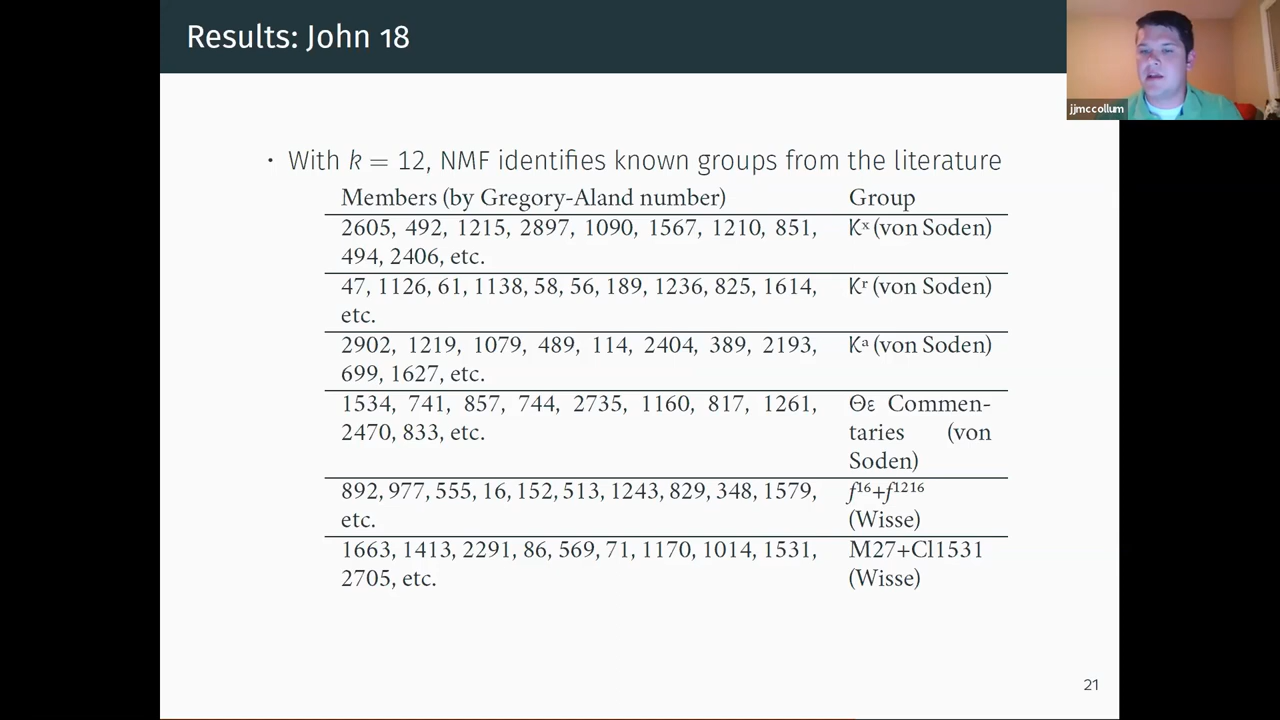 Results: John 18
jjmccollum
• With k = 12, NMF identifies known groups from the literature
Members (by Gregory-Aland number) Group
2605, 492, 1215, 2897, 1090, 1567, 1210, 851, Kˣ (von Soden)
494, 2406, etc.
47, 1126, 61, 1138, 58, 56, 189, 1236, 825, 1614, Kʳ (von Soden)
etc.
2902, 1219, 1079, 489, 114, 2404, 389, 2193, Kᵃ (von Soden)
699, 1627, etc.
1534, 741, 857, 744, 2735, 1160, 817, 1261, Θε Commen-
2470, 833, etc. taries (von
Soden)
892, 977, 555, 16, 152, 513, 1243, 829, 348, 1579, f¹⁶+f¹²¹⁶
etc. (Wisse)
1663, 1413, 2291, 86, 569, 71, 1170, 1014, 1531, M27+Cl1531
2705, etc. (Wisse)
21